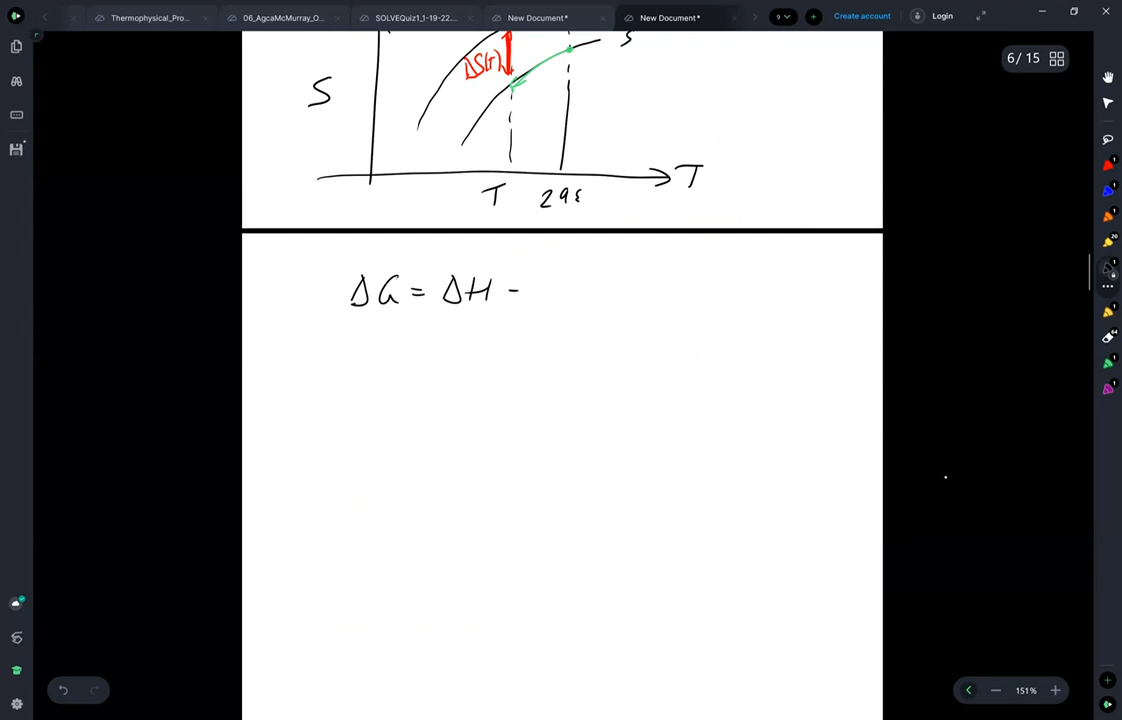 Thermophysical_Pro...
06_AgcaMcMurray_O...
SOLVEQuiz1_1-19-22....
New Document*
New Document*
9
Create account
Login
6 / 15
S
ΔS(T)
S
T
T
298
ΔG = ΔH -
151%